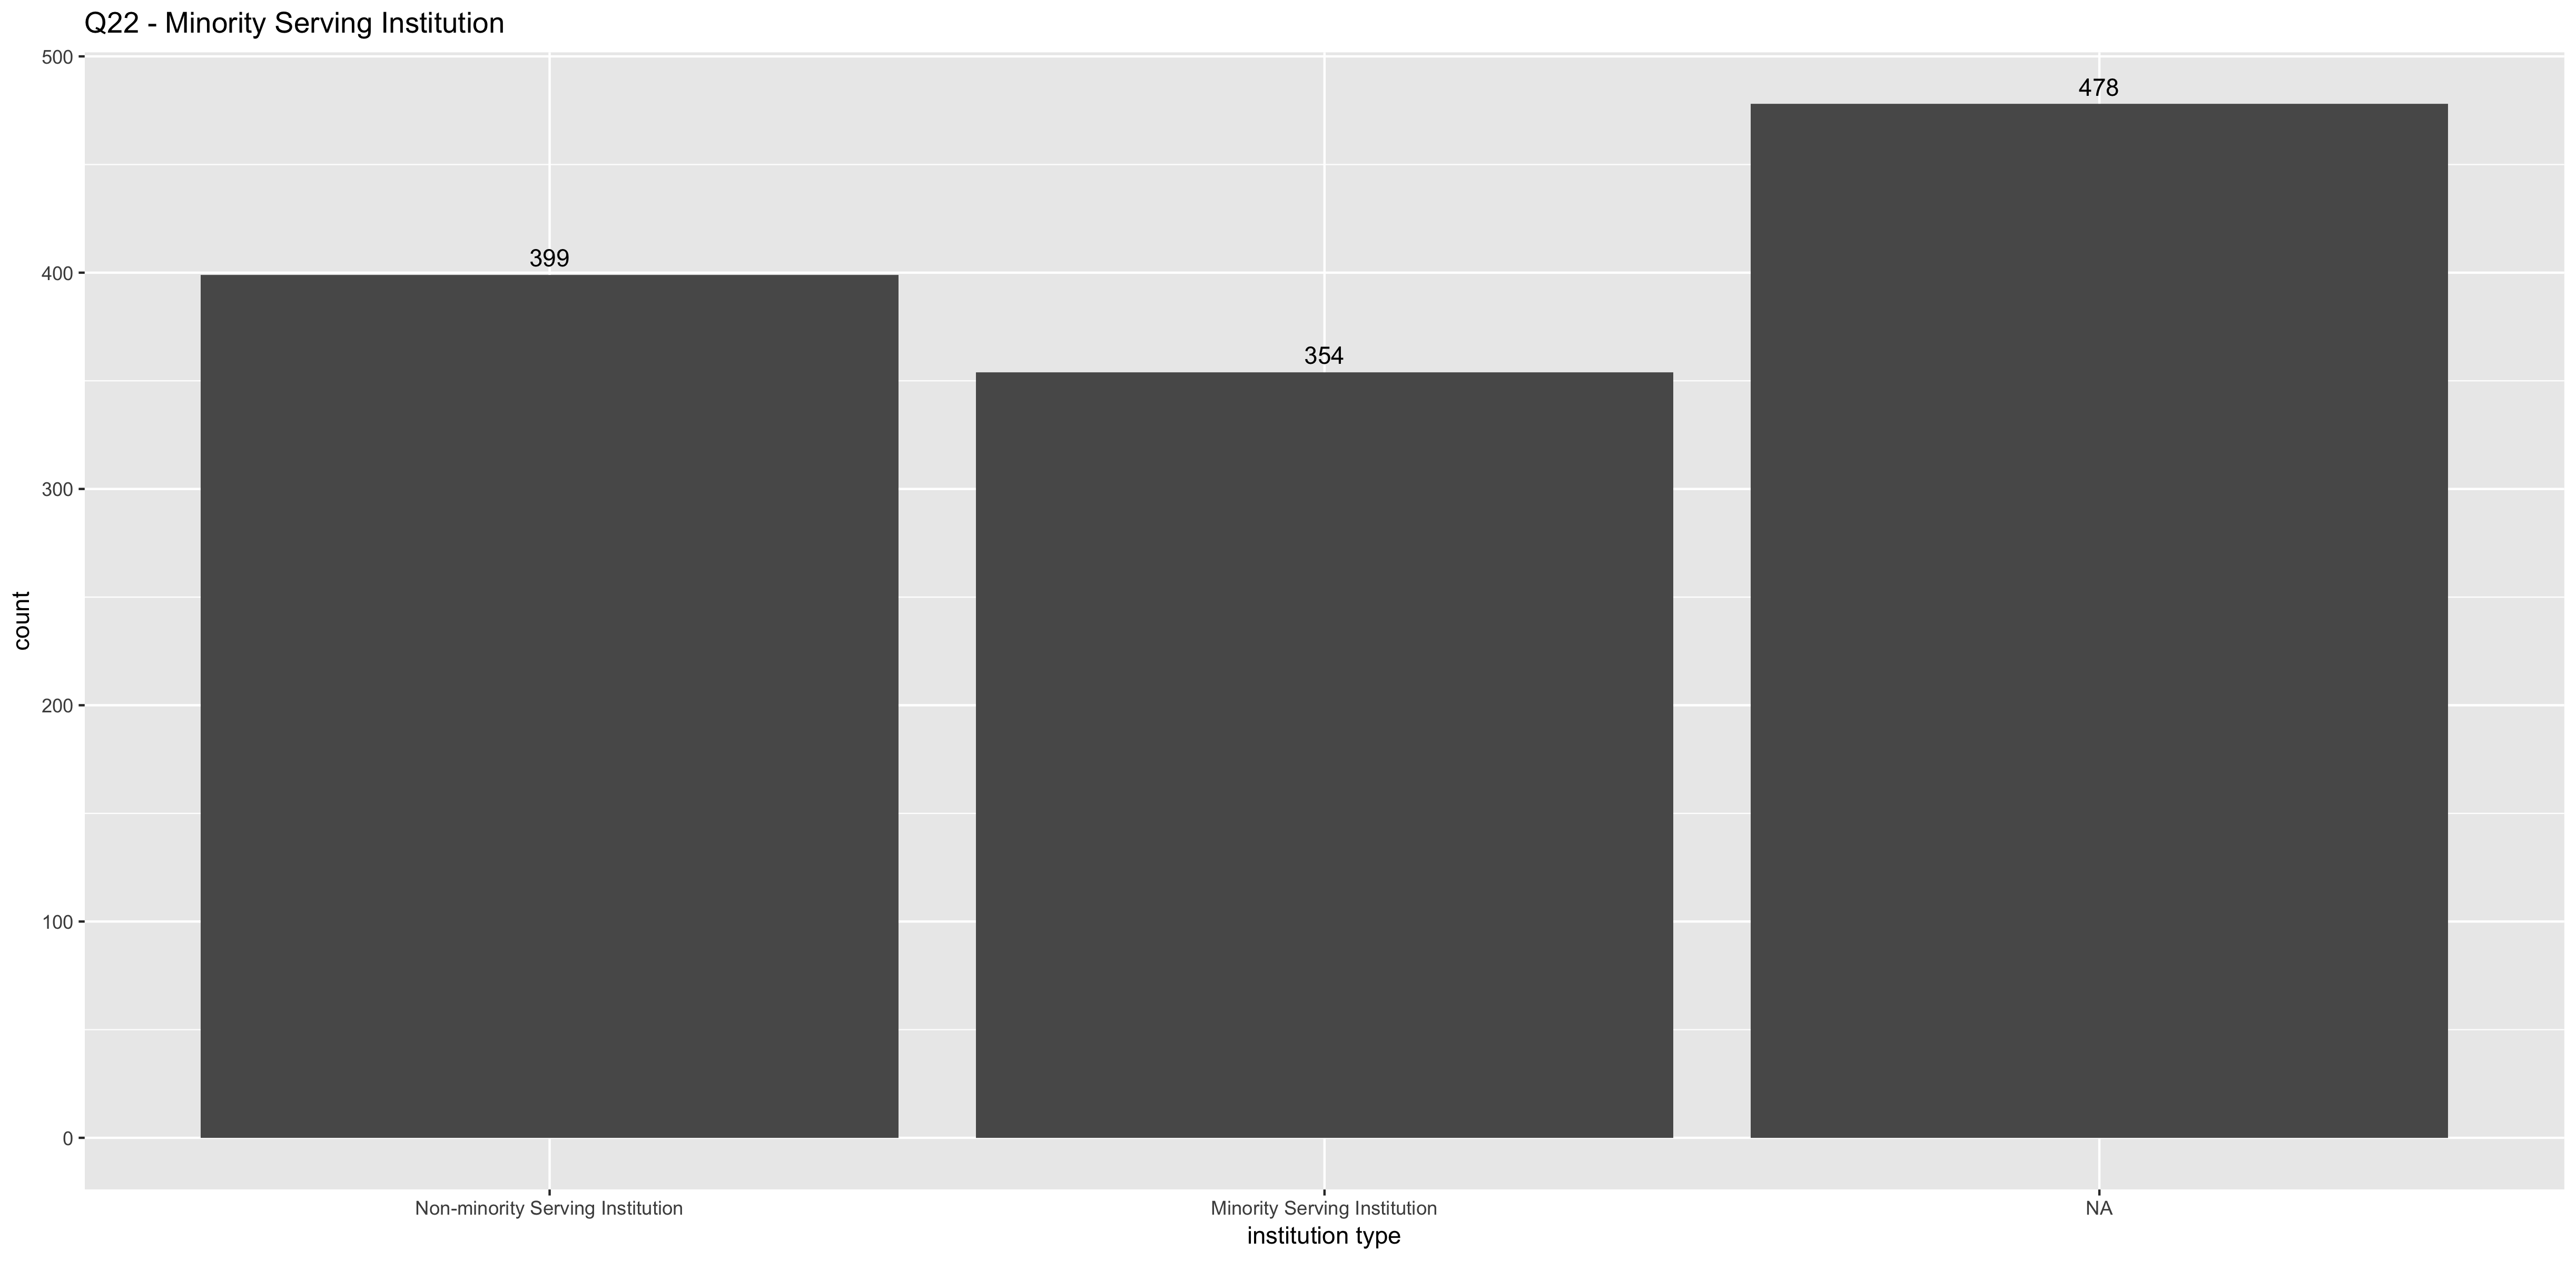 Q22 - Minority Serving Institution
500
400
300
200
100
0
count
399
354
478
Non-minority Serving Institution
Minority Serving Institution
NA
institution type